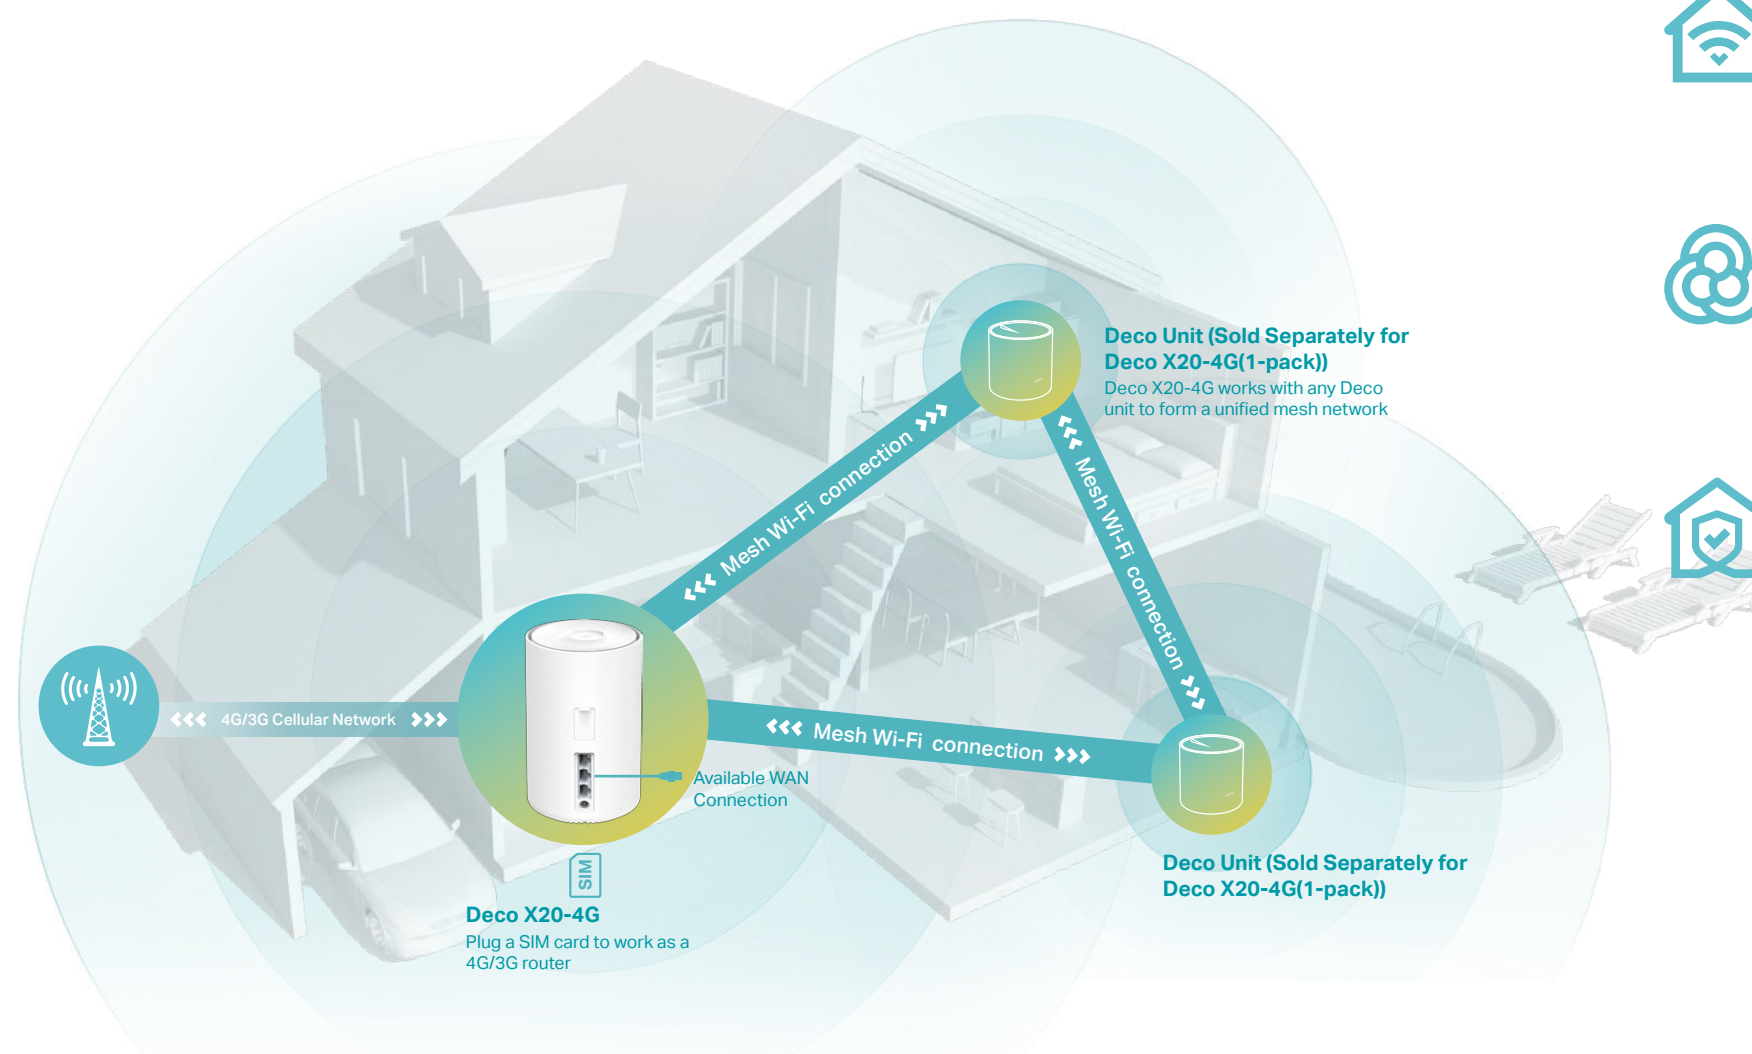 Deco Unit (Sold Separately for
Deco X20-4G(1-pack))
Deco X20-4G works with any Deco
unit to form a unified mesh network
Mesh Wi-Fi connection
Mesh Wi-Fi connection
4G/3G Cellular Network
Mesh Wi-Fi connection
Available WAN
Connection
SIM
Deco X20-4G
Plug a SIM card to work as a
4G/3G router
Deco Unit (Sold Separately for
Deco X20-4G(1-pack))